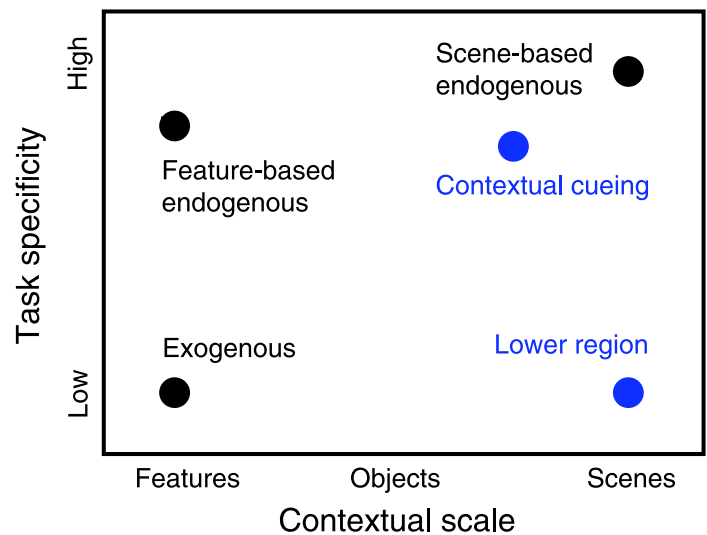 High
Scene-based
endogenous
Feature-based
endogenous
Contextual cueing
Task specificity
Exogenous
Lower region
Low
Features
Objects
Scenes
Contextual scale